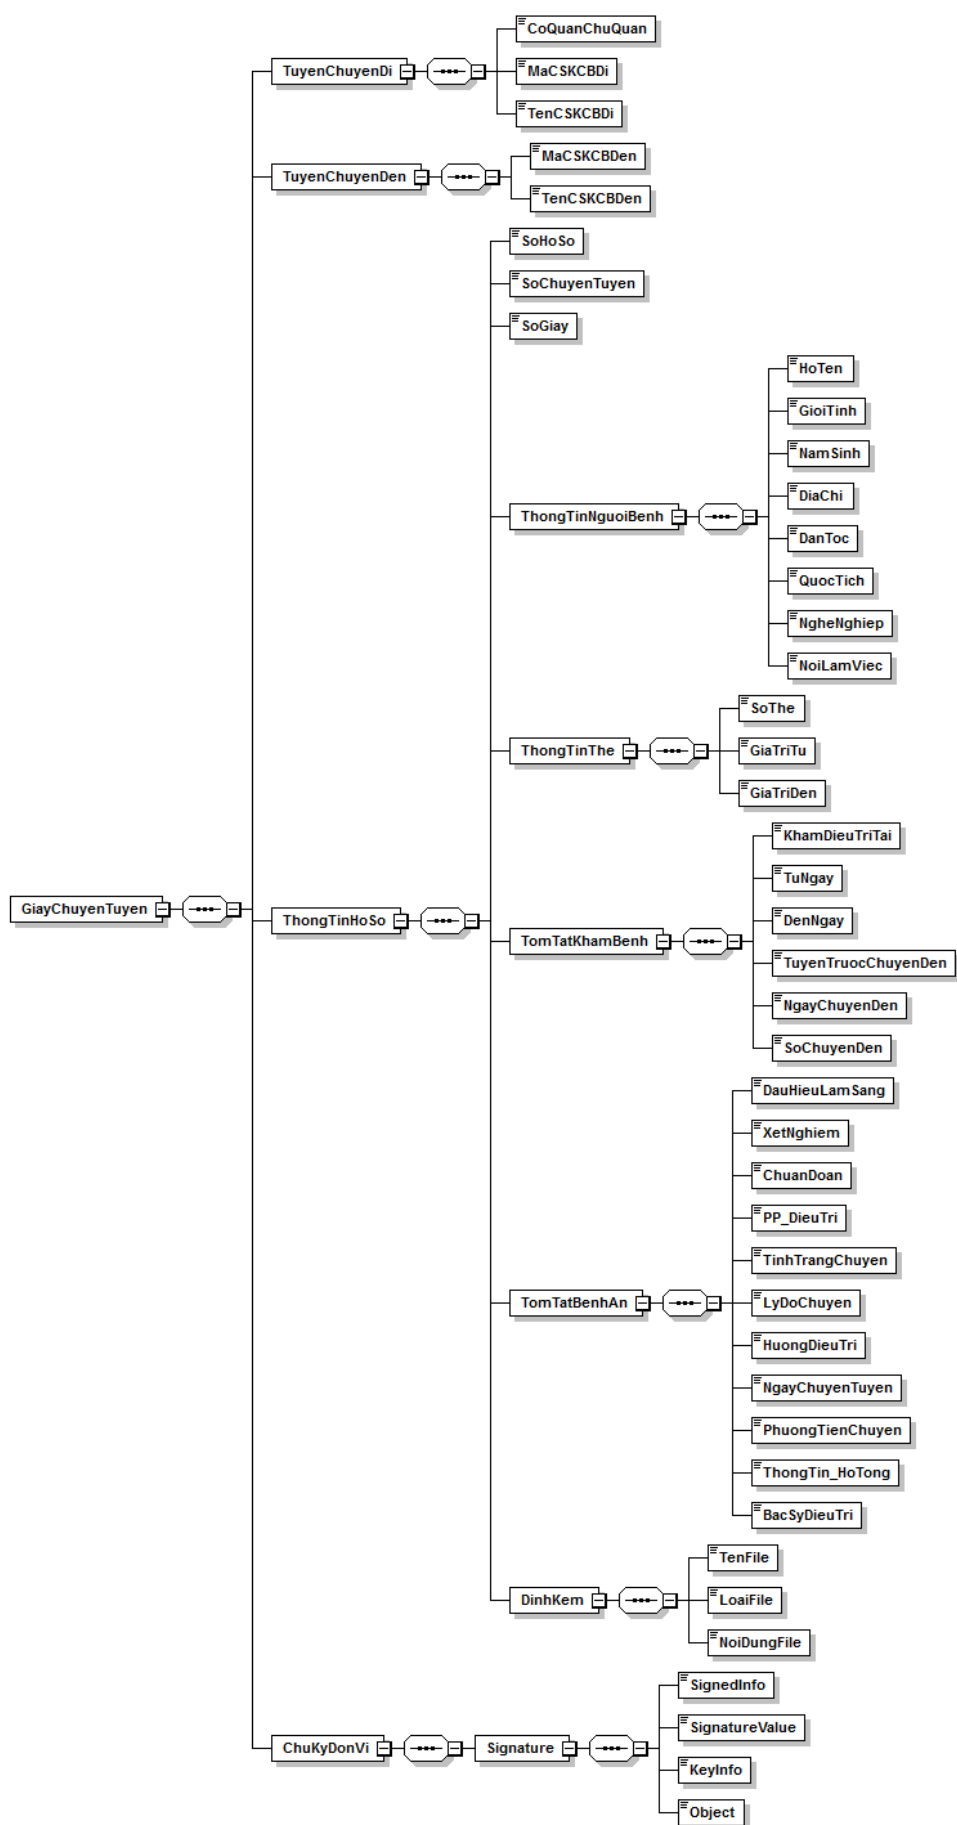 CoQuanChuQuan
TuyenChuyenDi
MaCSKCBDi
TenCSKCBDi
MaCSKCBDen
TuyenChuyenDen
TenCSKCBDen
SoHoSo
SoChuyenTuyen
SoGiay
HoTen
GioiTinh
NamSinh
DiaChi
ThongTinNguoiBenh
DanToc
QuocTich
NgheNghiep
NoiLamViec
SoThe
ThongTinThe
GiaTriTu
GiaTriDen
KhamDieuTriTai
TuNgay
GiayChuyenTuyen
ThongTinHoSo
DenNgay
TomTatKhamBenh
TuyenTruocChuyenDen
NgayChuyenDen
SoChuyenDen
DauHieuLamSang
XetNghiem
ChuanDoan
PP_DieuTri
TinhTrangChuyen
TomTatBenhAn
LyDoChuyen
HuongDieuTri
NgayChuyenTuyen
PhuongTienChuyen
ThongTin_HoTong
BacSyDieuTri
TenFile
DinhKem
LoaiFile
NoiDungFile
SignedInfo
SignatureValue
ChuKyDonVi
Signature
KeyInfo
Object